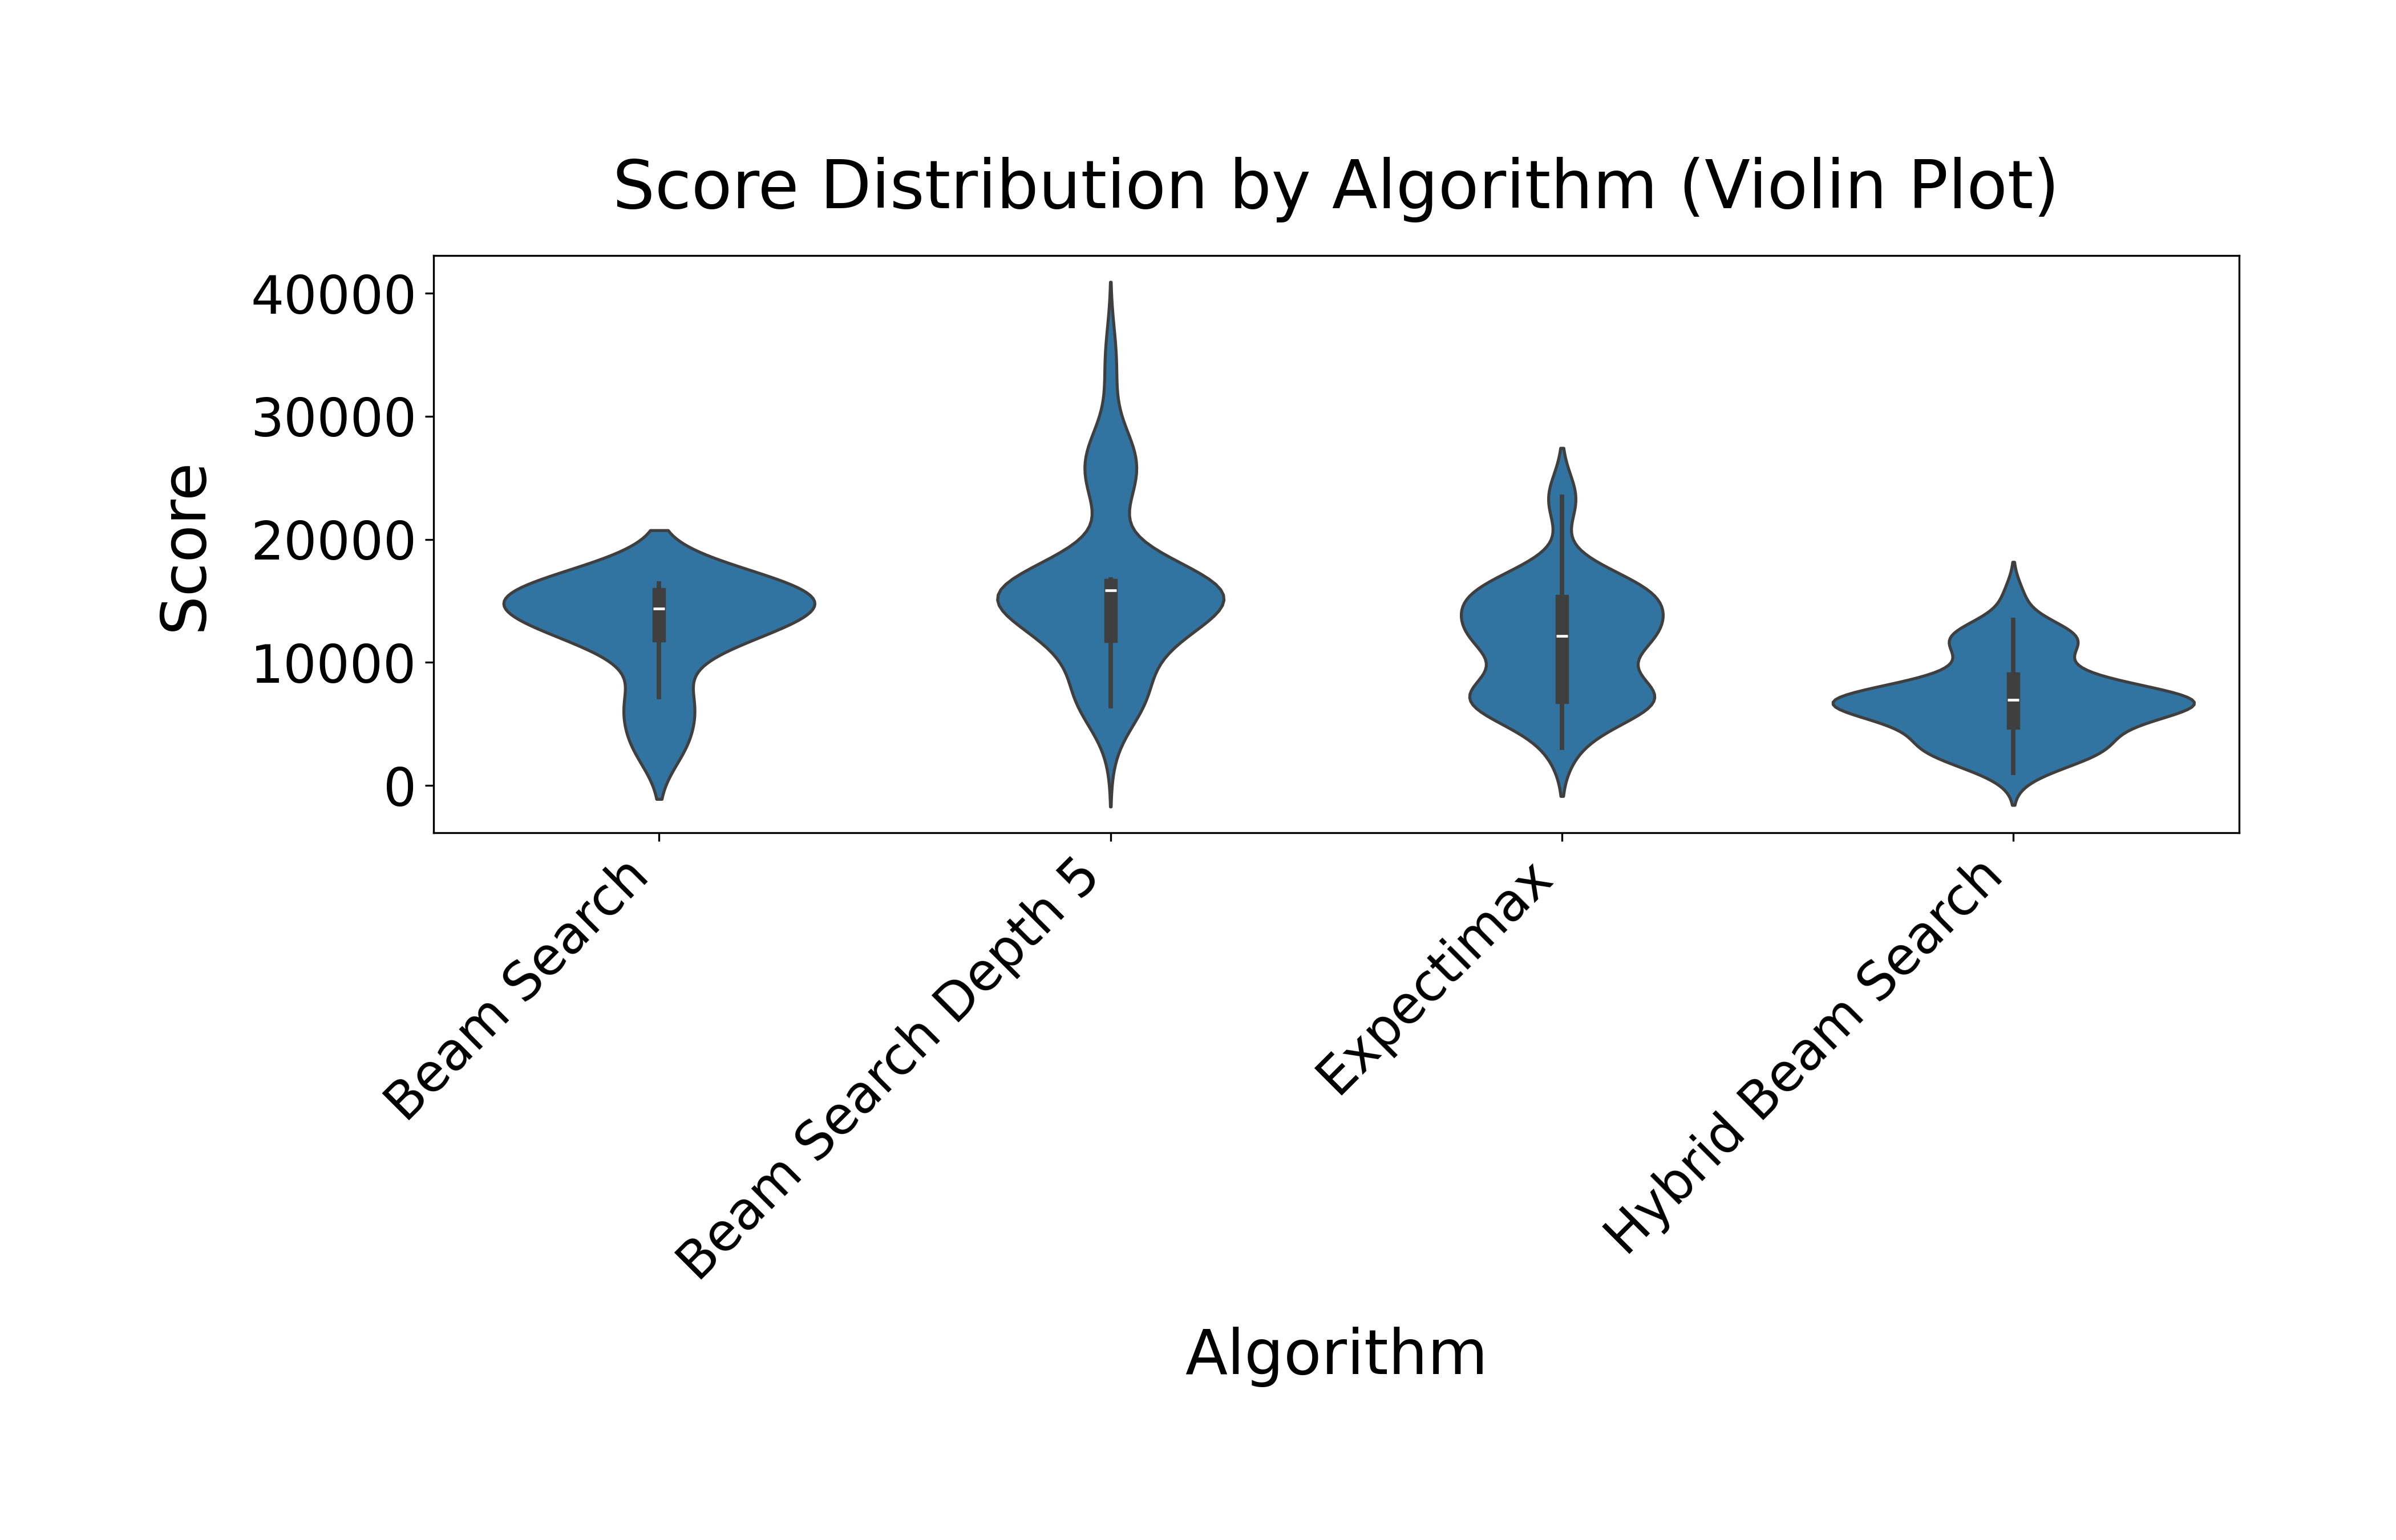 Score Distribution by Algorithm (Violin Plot)
Score
40000
30000
20000
10000
0
Beam Search
Beam Search Depth 5
Expectimax
Hybrid Beam Search
Algorithm